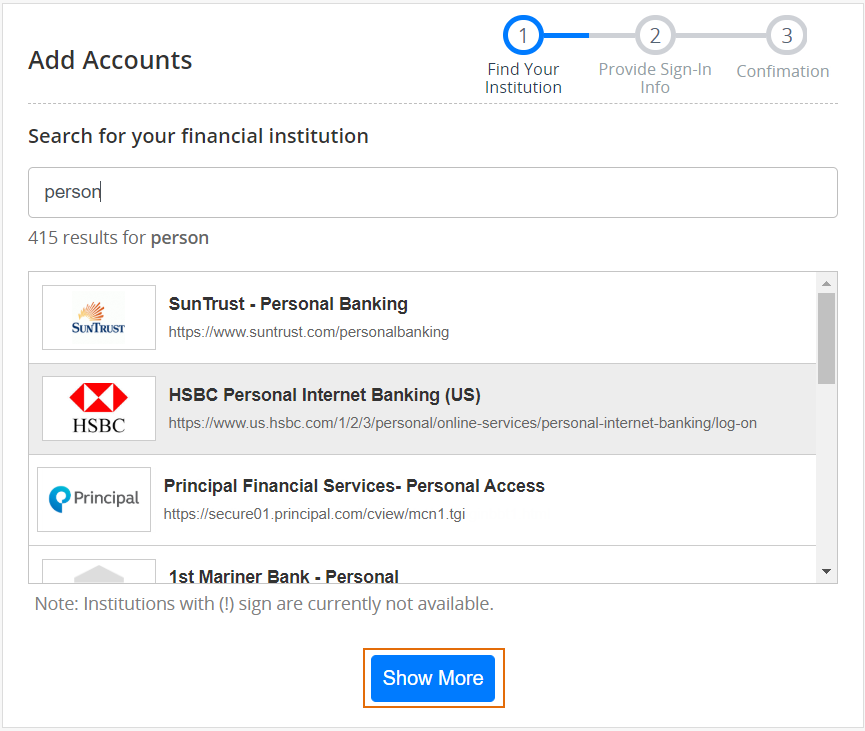 Add Accounts
1
2
3
Find Your
Institution
Provide Sign-In
Info
Confimation
Search for your financial institution
person
415 results for person
SUNTRUST
SunTrust - Personal Banking
https://www.suntrust.com/personalbanking
HSBC
HSBC Personal Internet Banking (US)
https://www.us.hsbc.com/1/2/3/personal/online-services/personal-internet-banking/log-on
Principal
Principal Financial Services- Personal Access
https://secure01.principal.com/cview/mcn1.tgi
1st Mariner Bank - Personal
Note: Institutions with (!) sign are currently not available.
Show More